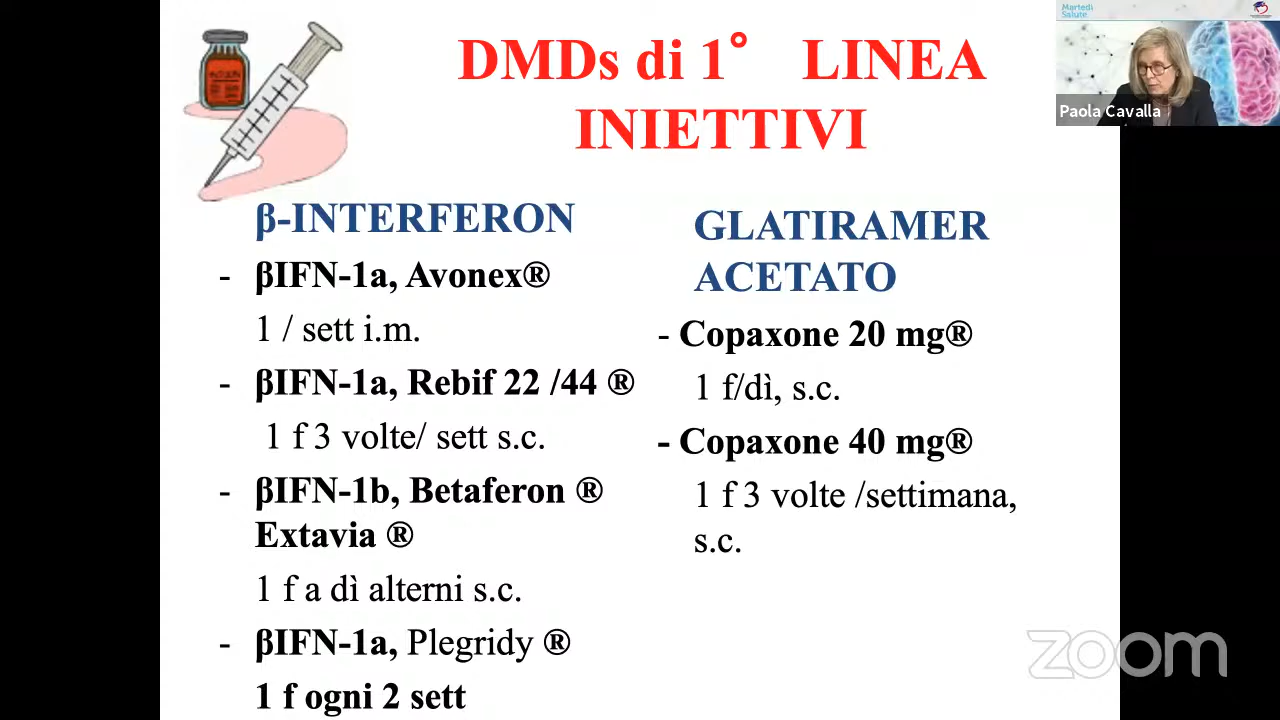 DMDs di 1° LINEA
INIETTIVI
Martedì
Salute
Paola Cavalla
β-INTERFERON
- βIFN-1a, Avonex®
1 / sett i.m.
- βIFN-1a, Rebif 22 /44 ®
1 f 3 volte/ sett s.c.
- βIFN-1b, Betaferon ®
Extavia ®
1 f a dì alterni s.c.
- βIFN-1a, Plegridy ®
1 f ogni 2 sett
GLATIRAMER
ACETATO
- Copaxone 20 mg®
1 f/dì, s.c.
- Copaxone 40 mg®
1 f 3 volte /settimana,
s.c.
zoom